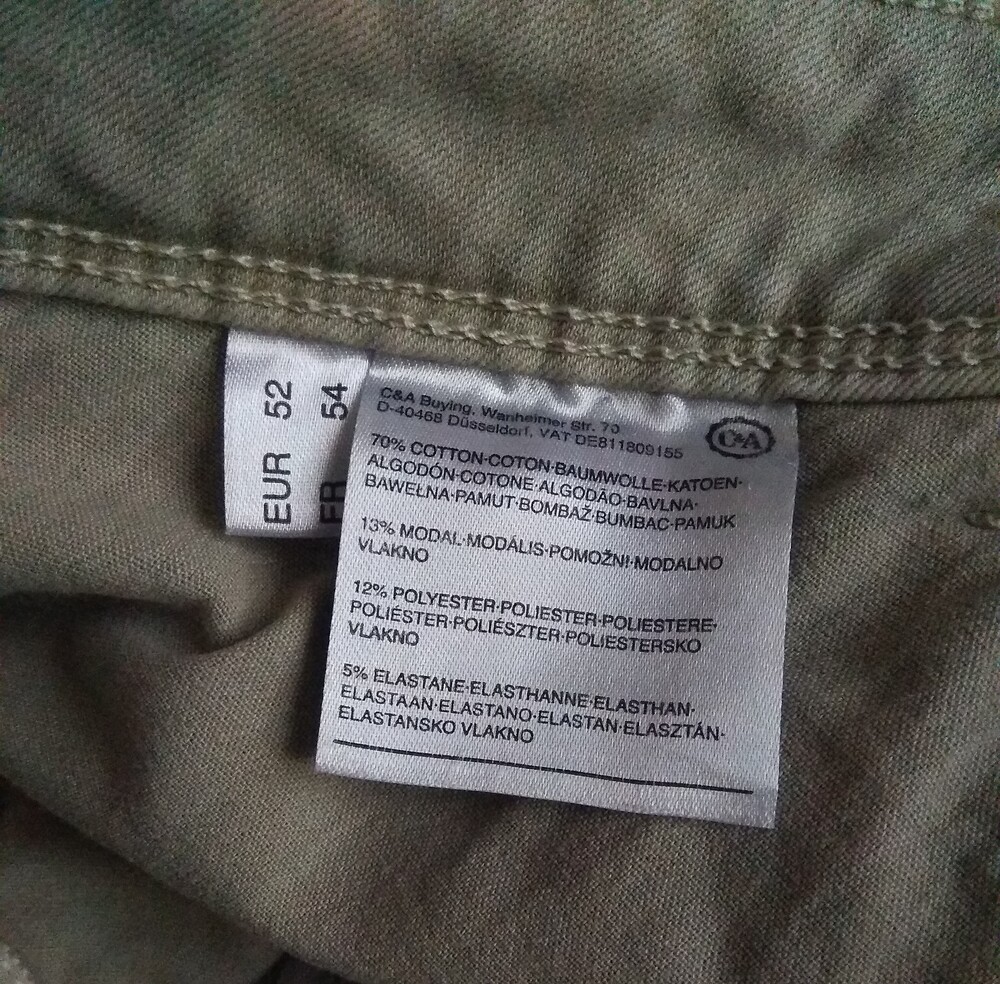 EUR 52
FR 54
C&A Buying, Wanheimer Str. 70
D-40468 Düsseldorf, VAT DE811809155
C&A
70% COTTON·COTON·BAUMWOLLE·KATOEN·
ALGODÓN·COTONE·ALGODÃO·BAVLNA·
BAWEŁNA·PAMUT·BOMBAŽ·BUMBAC·PAMUK
13% MODAL·MODÁLIS·POMOŽNI·MODALNO
VLAKNO
12% POLYESTER·POLIESTER·POLIESTERE·
POLIÉSTER·POLIÉSZTER·POLIESTERSKO
VLAKNO
5% ELASTANE·ELASTHANNE·ELASTHAN·
ELASTAAN·ELASTANO·ELASTAN·ELASZTÁN·
ELASTANSKO VLAKNO